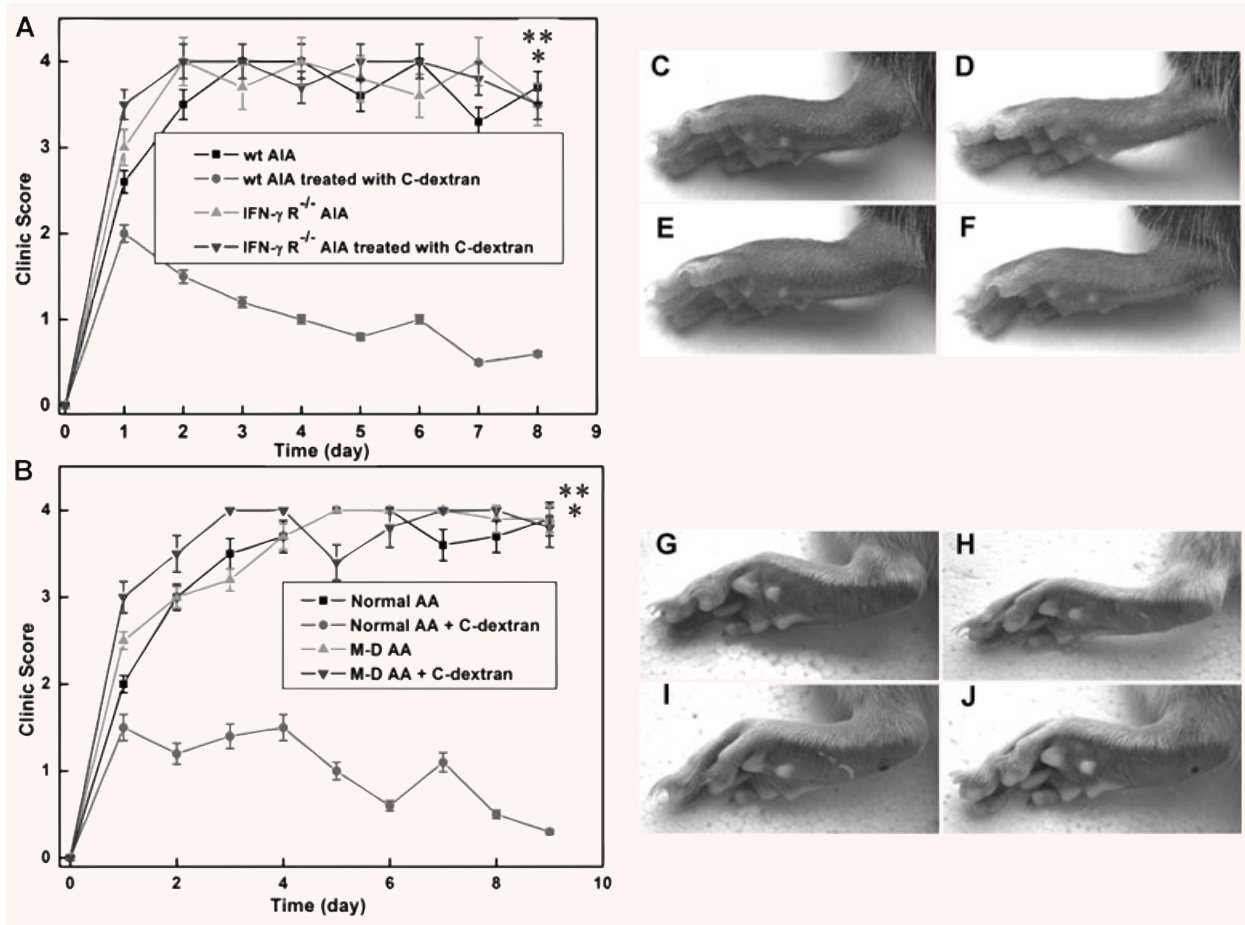 A
**
*
4
3
2
1
0
Clinic Score
wt AIA
wt AIA treated with C-dextran
IFN-γ R-/- AIA
IFN-γ R-/- AIA treated with C-dextran
0 1 2 3 4 5 6 7 8 9
Time (day)
C
D
E
F
B
**
*
4
3
2
1
0
Clinic Score
Normal AA
Normal AA + C-dextran
M-D AA
M-D AA + C-dextran
0 2 4 6 8 10
Time (day)
G
H
I
J